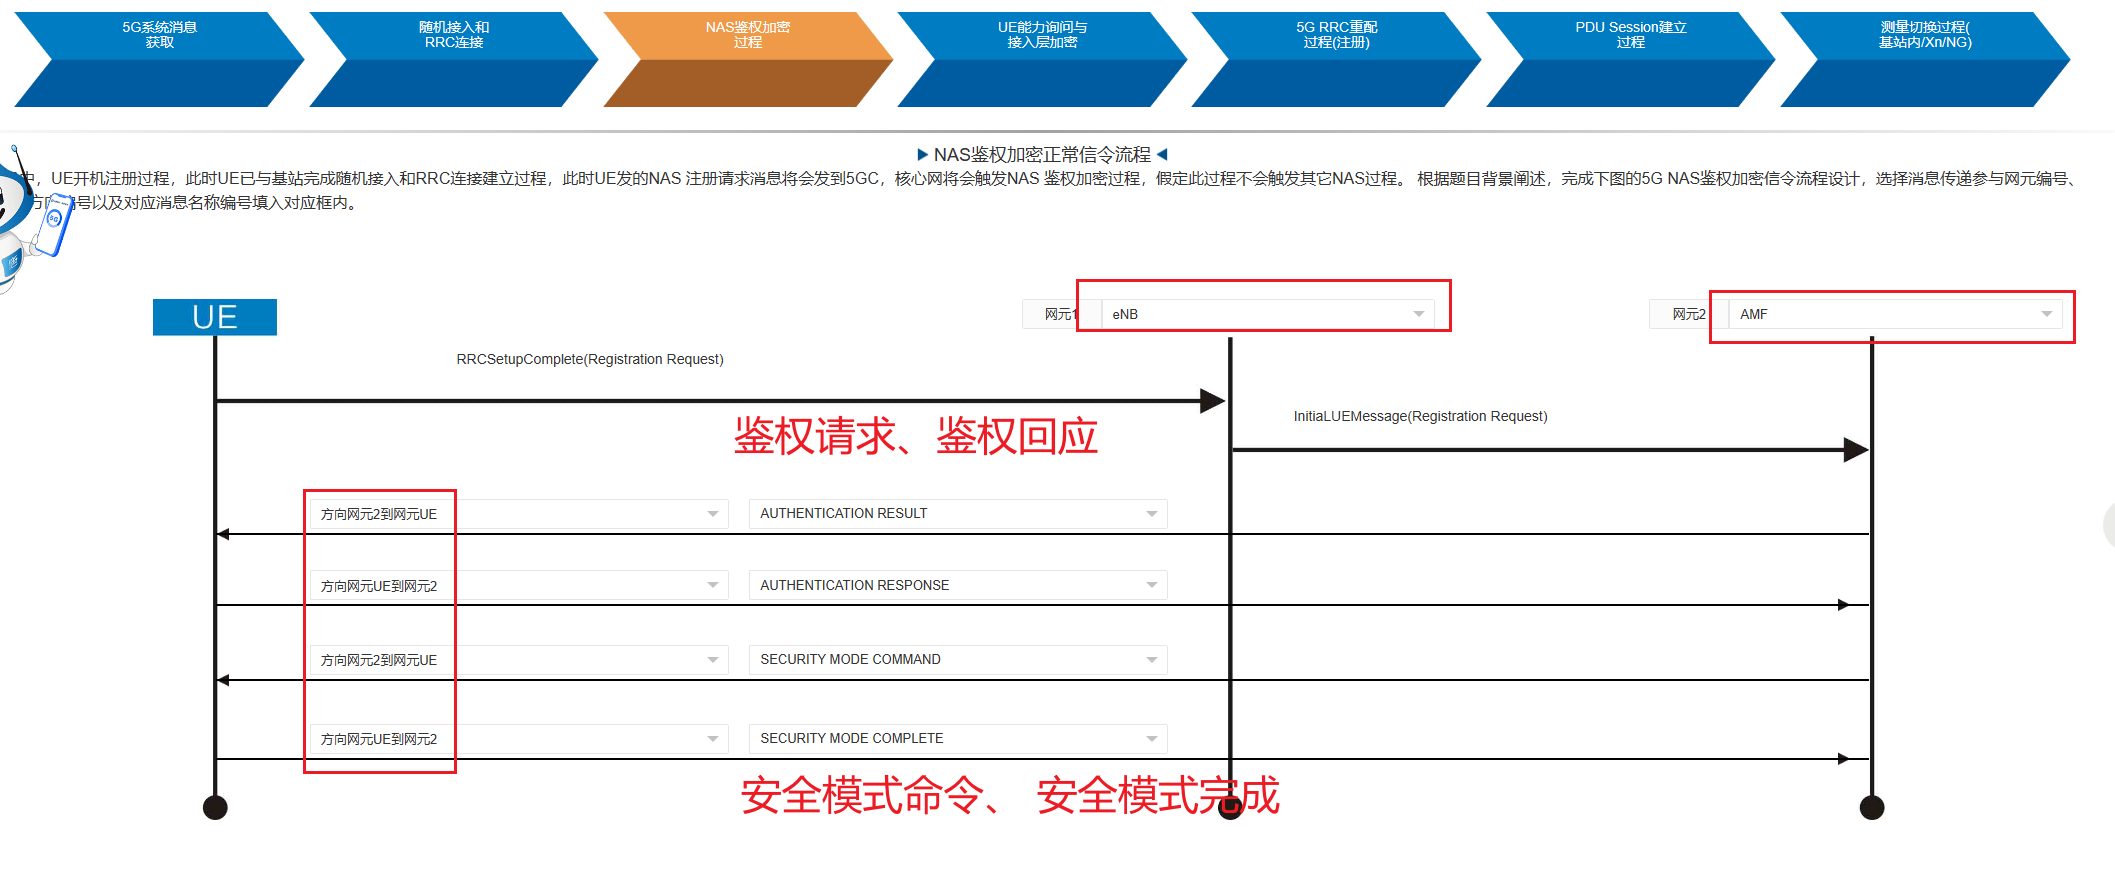 5G系统消息
获取
随机接入和
RRC连接
NAS鉴权加密
过程
UE能力询问与
接入层加密
5G RRC重配
过程(注册)
PDU Session建立
过程
测量切换过程(
基站内/Xn/NG)
NAS鉴权加密正常信令流程
中，UE开机注册过程，此时UE已与基站完成随机接入和RRC连接建立过程，此时UE发的NAS 注册请求消息将会发到5GC，核心网将会触发NAS 鉴权加密过程，假定此过程不会触发其它NAS过程。 根据题目背景阐述，完成下图的5G NAS鉴权加密信令流程设计，选择消息传递参与网元编号、
方向编号以及对应消息名称编号填入对应框内。
5G
UE
网元1
eNB
网元2
AMF
RRCSetupComplete(Registration Request)
InitiaLUEMessage(Registration Request)
鉴权请求、鉴权回应
方向网元2到网元UE
AUTHENTICATION RESULT
方向网元UE到网元2
AUTHENTICATION RESPONSE
方向网元2到网元UE
SECURITY MODE COMMAND
方向网元UE到网元2
SECURITY MODE COMPLETE
安全模式命令、 安全模式完成